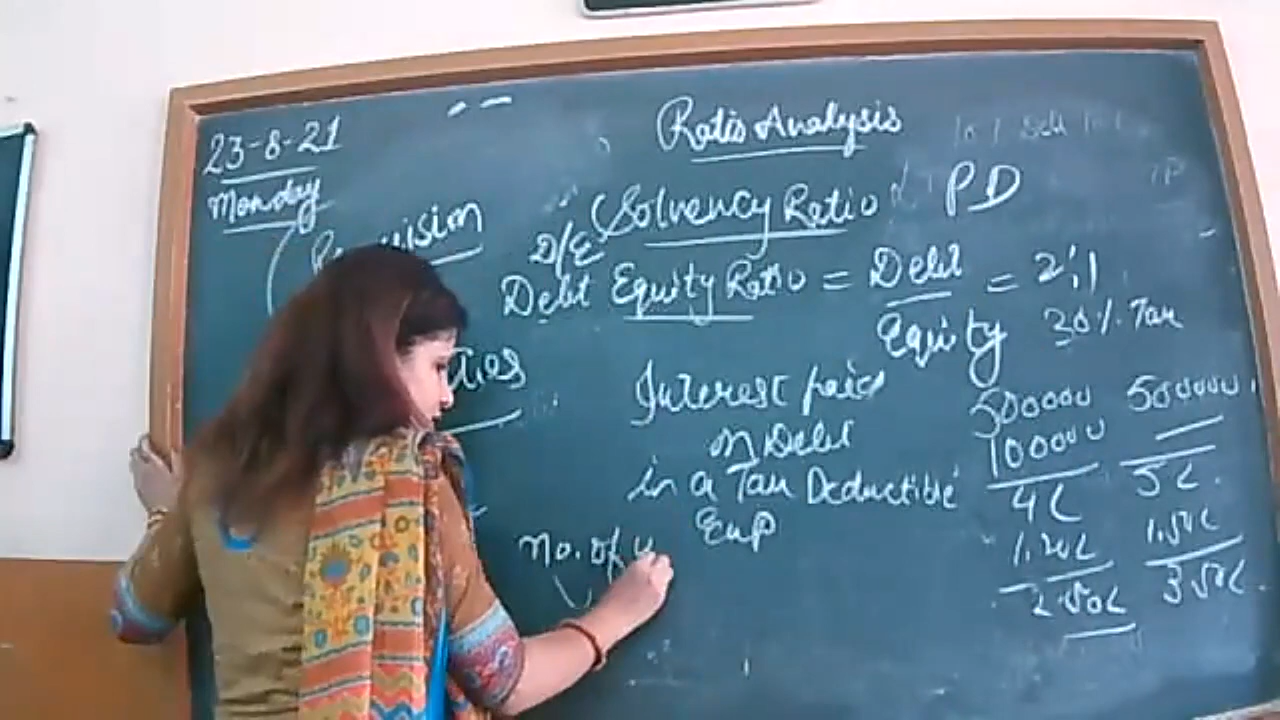 23-8-21
Monday
Ratio Analysis
Solvency Ratio
PD
D/E
Debt Equity Ratio = Debt = 2:1
Equity
30% Tax
Interest paid
on Debt
in a Tax Deductible
Exp
500000 500000
100000
4L 5L
1.20L 1.50L
2.80L 3.50L
no. of